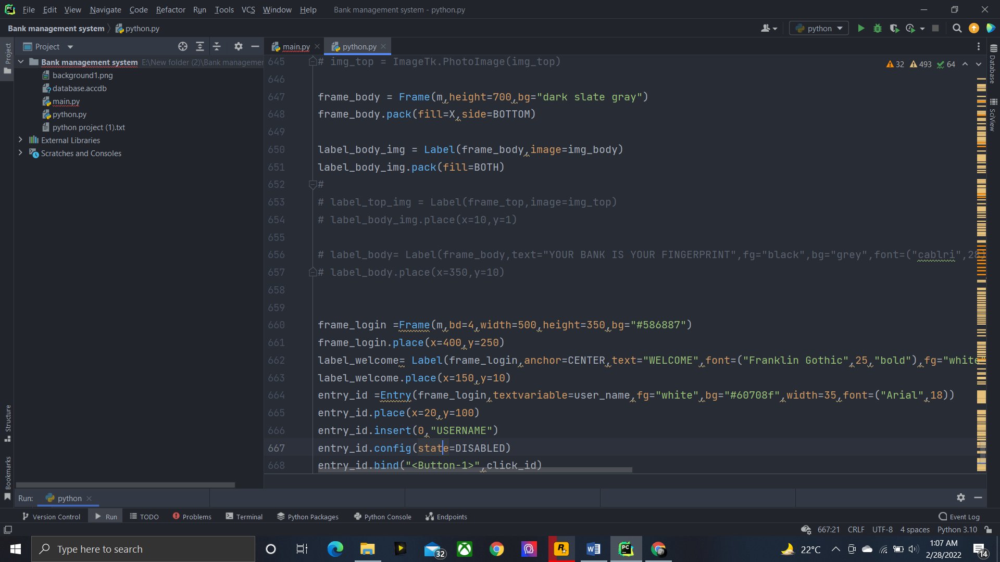 File Edit View Navigate Code Refactor Run Tools VCS Window Help Bank management system - python.py
Bank management system python.py python
Project main.py python.py
Bank management system E:\New folder (2)\Bank managemen
background1.png
database.accdb
main.py
python.py
python project (1).txt
External Libraries
Scratches and Consoles
Project
Structure
Bookmarks
Database
SciView
32 493 64
645 # img_top = ImageTk.PhotoImage(img_top)
646
647 frame_body = Frame(m,height=700,bg="dark slate gray")
648 frame_body.pack(fill=X,side=BOTTOM)
649
650 label_body_img = Label(frame_body,image=img_body)
651 label_body_img.pack(fill=BOTH)
652 #
653 # label_top_img = Label(frame_top,image=img_top)
654 # label_body_img.place(x=10,y=1)
655
656 # label_body= Label(frame_body,text="YOUR BANK IS YOUR FINGERPRINT",fg="black",bg="grey",font=("cablri",28)
657 # label_body.place(x=350,y=10)
658
659
660 frame_login =Frame(m,bd=4,width=500,height=350,bg="#586887")
661 frame_login.place(x=400,y=250)
662 label_welcome= Label(frame_login,anchor=CENTER,text="WELCOME",font=("Franklin Gothic",25,"bold"),fg="white"
663 label_welcome.place(x=150,y=10)
664 entry_id =Entry(frame_login,textvariable=user_name,fg="white",bg="#60708f",width=35,font=("Arial",18))
665 entry_id.place(x=20,y=100)
666 entry_id.insert(0,"USERNAME")
667 entry_id.config(state=DISABLED)
668 entry_id.bind("<Button-1>",click_id)
Run: python
Version Control Run TODO Problems Terminal Python Packages Python Console Endpoints Event Log
667:21 CRLF UTF-8 4 spaces Python 3.10
Type here to search 32 22°C 1:07 AM
2/28/2022 14